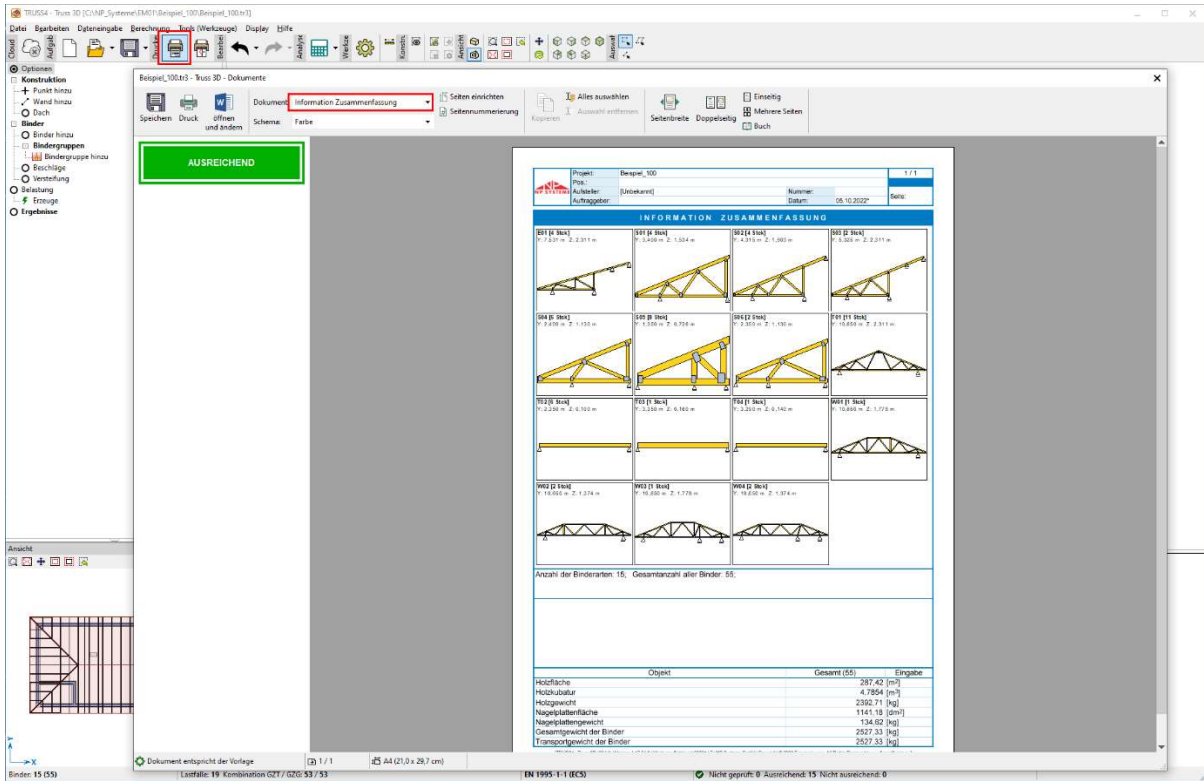 TRUSS4 - Truss 3D [C:\NP_Systeme\EM01\Beispiel_100\Beispiel_100.tr3]
Datei Bearbeiten Dateneingabe Berechnung Tools (Werkzeuge) Display Hilfe
Cloud
Analyse
Werkze
Konstb.
Ansicht
Auswal
Optionen
Konstruktion
Punkt hinzu
Wand hinzu
Dach
Binder
Binder hinzu
Bindergruppen
Bindergruppe hinzu
Beschläge
Versteifung
Belastung
Erzeuge
Ergebnisse
Beispiel_100.tr3 - Truss 3D - Dokumente
Speichern
Druck
öffnen und ändern
Dokument
Information Zusammenfassung
Schema:
Farbe
Seiten einrichten
Seitennummerierung
Kopieren
Alles auswählen
Auswahl entfernen
Seitenbreite
Doppelseitig
Einseitig
Mehrere Seiten
Buch
AUSREICHEND
NP SYSTEME
Projekt: Beispiel_100 1 / 1
Pos.:
Aufsteller: [Unbekannt] Nummer: Seite:
Auftraggeber: Datum: 05.10.2022*
INFORMATION ZUSAMMENFASSUNG
E01 [4 Stck] S01 [4 Stck] S02 [4 Stck] S03 [2 Stck]
S04 [6 Stck] S05 [8 Stck] S06 [2 Stck] T01 [11 Stck]
T02 [6 Stck] T03 [1 Stck] T04 [1 Stck] W01 [1 Stck]
W02 [2 Stck] W03 [1 Stck] W04 [2 Stck]
Anzahl der Binderarten: 15; Gesamtanzahl aller Binder: 55;
Objekt Gesamt (55) Eingabe
Holzfläche 287,42 [m²]
Holzkubatur 4.7854 [m³]
Holzgewicht 2392,71 [kg]
Nagelplattenfläche 1141,18 [dm²]
Nagelplattengewicht 134,62 [kg]
Gesamtgewicht der Binder 2527,33 [kg]
Transportgewicht der Binder 2527,33 [kg]
Ansicht
Y
X
Dokument entspricht der Vorlage 1 / 1 A4 (21,0 x 29,7 cm)
Binder: 15 (55) Lastfälle: 19 Kombination GZT / GZG: 53 / 53 EN 1995-1-1 (EC5) Nicht geprüft: 0 Ausreichend: 15 Nicht ausreichend: 0